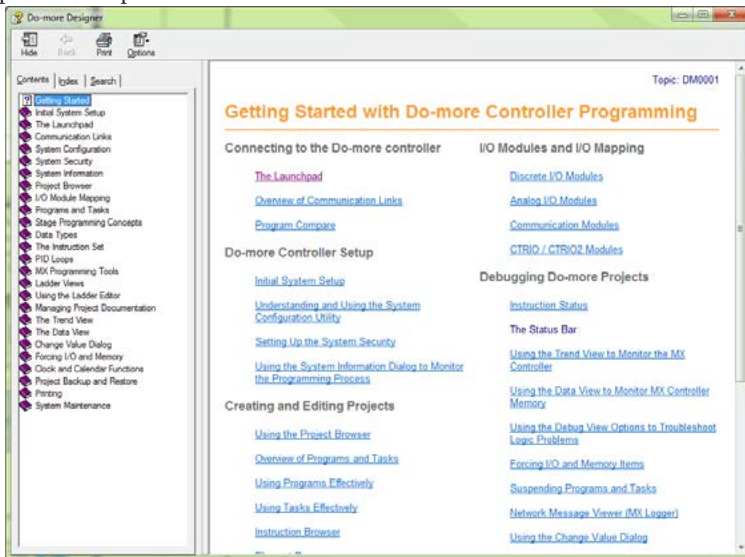 Do-more Designer
Hide Back Print Options
Contents Index Search
Getting Started
Initial System Setup
The Launchpad
Communication Links
System Configuration
System Security
System Information
Project Browser
I/O Module Mapping
Programs and Tasks
Stage Programming Concepts
Data Types
The Instruction Set
PID Loops
MX Programming Tools
Ladder Views
Using the Ladder Editor
Managing Project Documentation
The Trend View
The Data View
Change Value Dialog
Forcing I/O and Memory
Clock and Calendar Functions
Project Backup and Restore
Printing
System Maintenance
Topic: DM0001
Getting Started with Do-more Controller Programming
Connecting to the Do-more controller
The Launchpad
Overview of Communication Links
Program Compare
Do-more Controller Setup
Initial System Setup
Understanding and Using the System
Configuration Utility
Setting Up the System Security
Using the System Information Dialog to Monitor
the Programming Process
Creating and Editing Projects
Using the Project Browser
Overview of Programs and Tasks
Using Programs Effectively
Using Tasks Effectively
Instruction Browser
I/O Modules and I/O Mapping
Discrete I/O Modules
Analog I/O Modules
Communication Modules
CTRIO / CTRIO2 Modules
Debugging Do-more Projects
Instruction Status
The Status Bar
Using the Trend View to Monitor the MX
Controller
Using the Data View to Monitor MX Controller
Memory
Using the Debug View Options to Troubleshoot
Logic Problems
Forcing I/O and Memory Items
Suspending Programs and Tasks
Network Message Viewer (MX Logger)
Using the Change Value Dialog